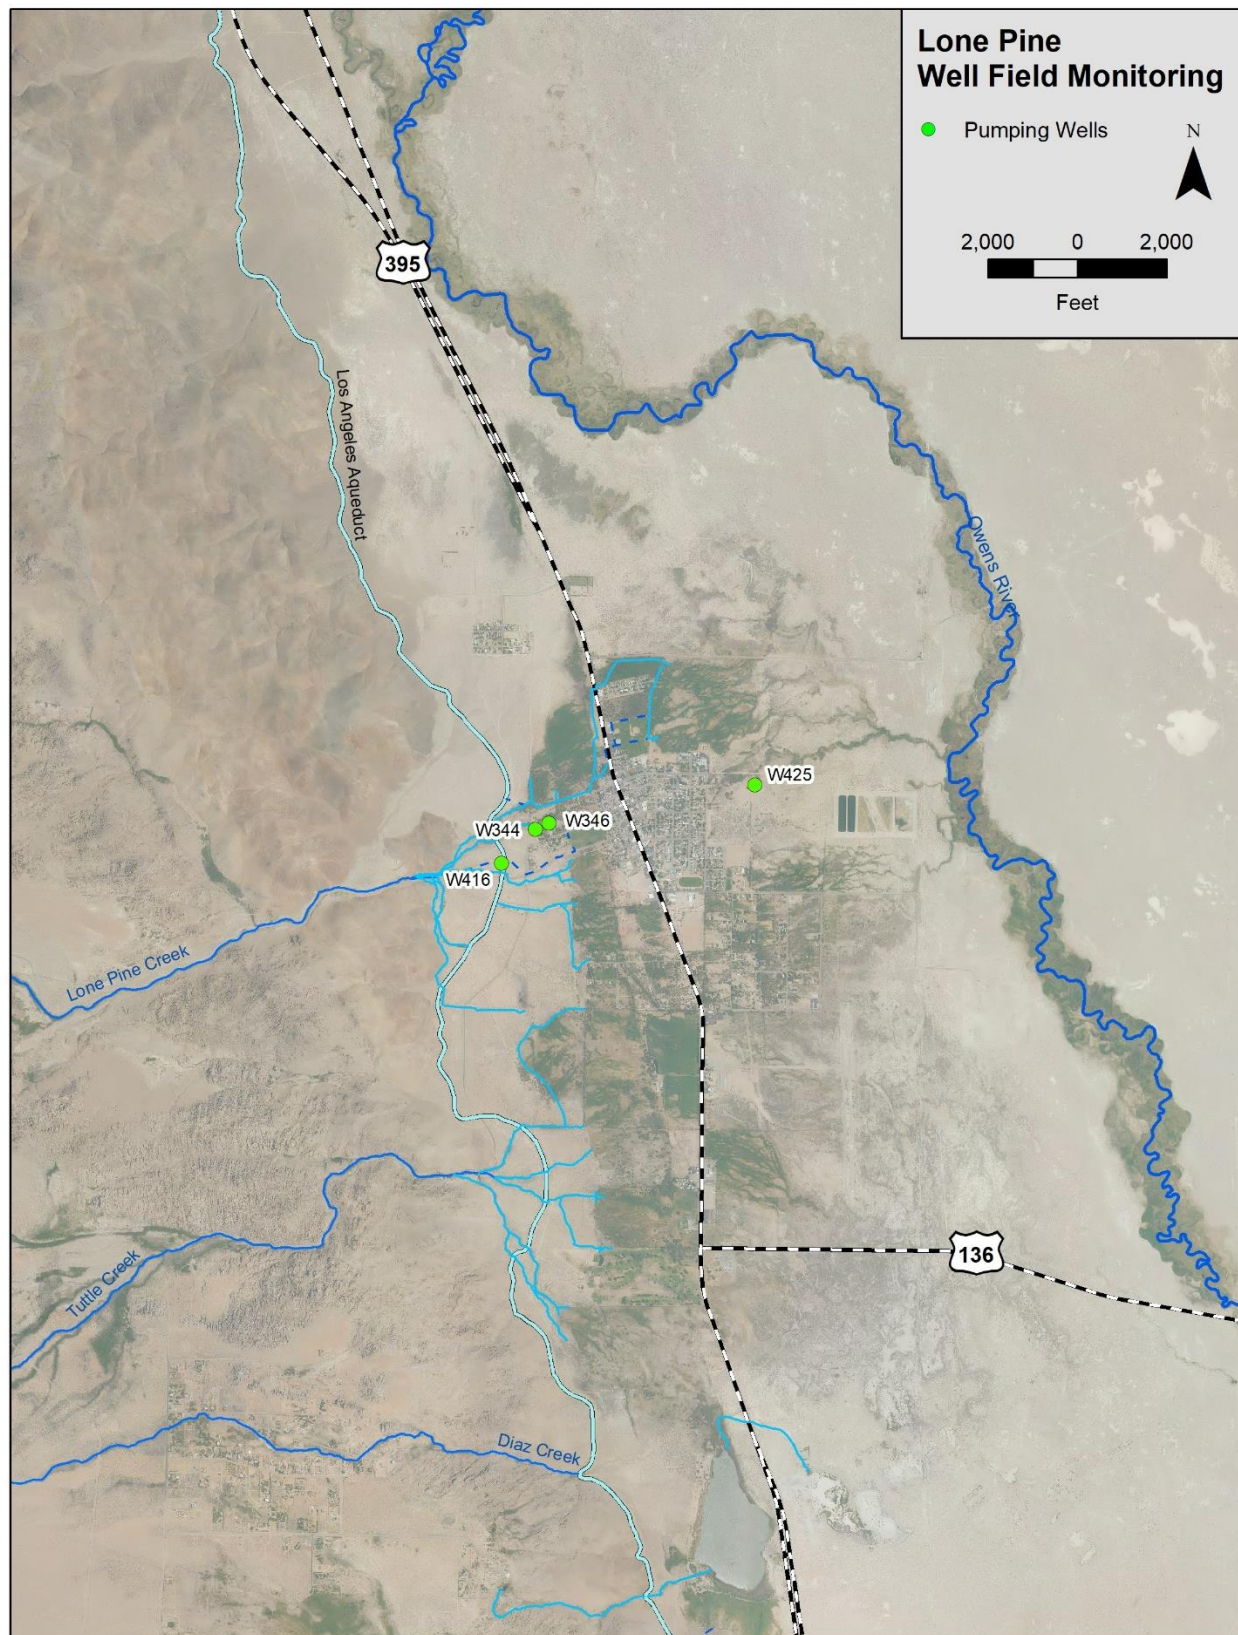 Lone Pine
Well Field Monitoring
Pumping Wells
N
2,000 0 2,000
Feet
395
Los Angeles Aqueduct
Owens River
W425
W346
W344
W416
Lone Pine Creek
136
Tuttle Creek
Diaz Creek